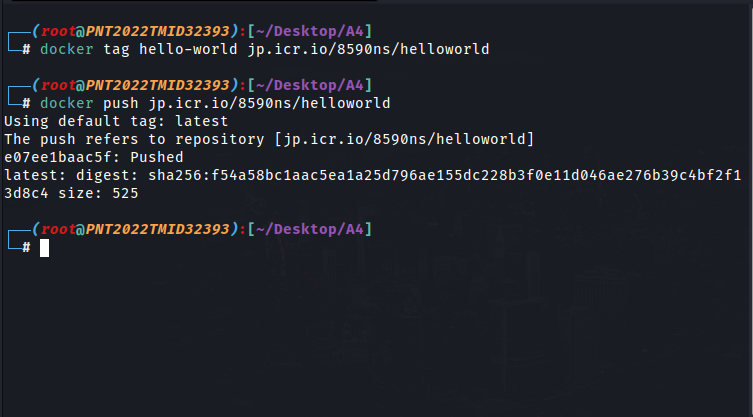 ┌──(root@PNT2022TMID32393):[~/Desktop/A4]
└─# docker tag hello-world jp.icr.io/8590ns/helloworld
┌──(root@PNT2022TMID32393):[~/Desktop/A4]
└─# docker push jp.icr.io/8590ns/helloworld
Using default tag: latest
The push refers to repository [jp.icr.io/8590ns/helloworld]
e07ee1baac5f: Pushed
latest: digest: sha256:f54a58bc1aac5ea1a25d796ae155dc228b3f0e11d046ae276b39c4bf2f1
3d8c4 size: 525
┌──(root@PNT2022TMID32393):[~/Desktop/A4]
└─#